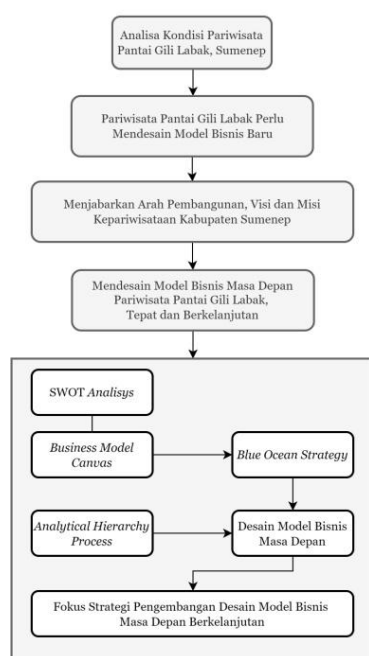 Analisa Kondisi Pariwisata
Pantai Gili Labak, Sumenep
Pariwisata Pantai Gili Labak Perlu
Mendesain Model Bisnis Baru
Menjabarkan Arah Pembangunan, Visi dan Misi
Kepariwisataan Kabupaten Sumenep
Mendesain Model Bisnis Masa Depan
Pariwisata Pantai Gili Labak,
Tepat dan Berkelanjutan
SWOT Analisys
Business Model
Canvas
Blue Ocean Strategy
Analytical Hierarchy
Process
Desain Model Bisnis
Masa Depan
Fokus Strategi Pengembangan Desain Model Bisnis
Masa Depan Berkelanjutan